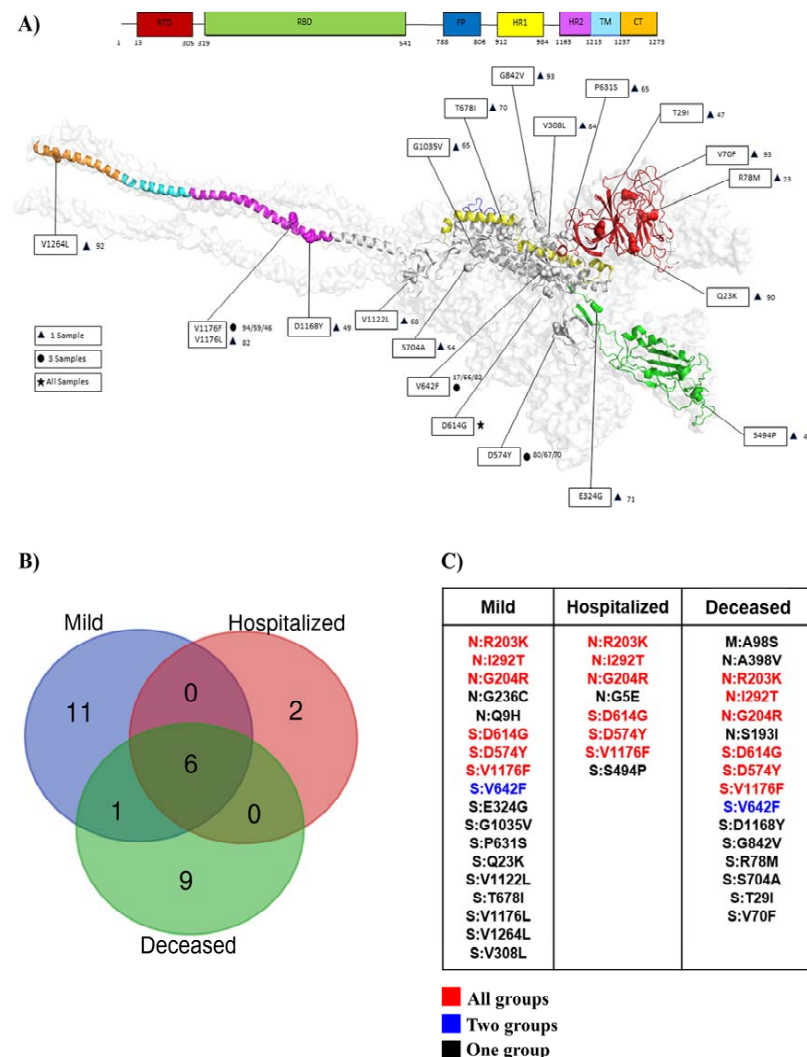 A)
NTD RBD FP HR1 HR2 TM CT
1 13 305 319 541 788 806 912 984 1163 1213 1237 1273
G842V 93
P631S 65
T678I 70
T29I 47
V308L 84
G1035V 65
V70F 93
R78M 23
V1264L 92
Q23K 90
V1122L 68
V1176F 94/59/46
V1176L 82
D1168Y 49
1 Sample
3 Samples
All Samples
S704A 54
V642F 17/66/82
D614G
S494P 4
D574Y 80/67/70
E324G 71
B)
Mild
Hospitalized
11 0 2
6
1 0
9
Deceased
C)
Mild Hospitalized Deceased
N:R203K N:R203K M:A98S
N:I292T N:I292T N:A398V
N:G204R N:G204R N:R203K
N:G236C N:G5E N:I292T
N:Q9H S:D614G N:G204R
S:D614G S:D574Y N:S193I
S:D574Y S:V1176F S:D614G
S:V1176F S:S494P S:D574Y
S:V642F S:V1176F
S:E324G S:V642F
S:G1035V S:D1168Y
S:P631S S:G842V
S:Q23K S:R78M
S:V1122L S:S704A
S:T678I S:T29I
S:V1176L S:V70F
S:V1264L
S:V308L
All groups
Two groups
One group